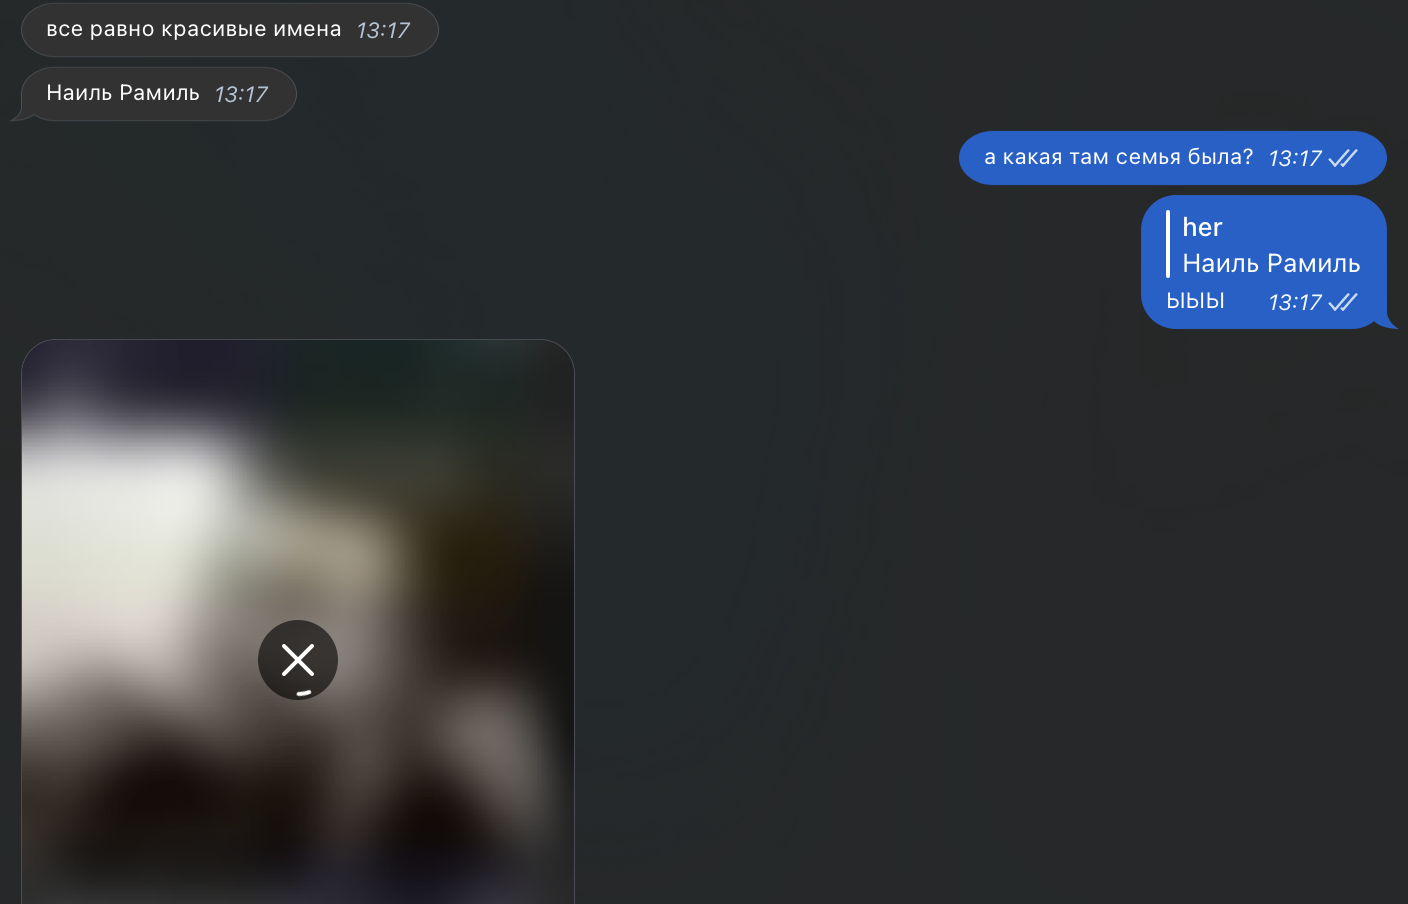 все равно красивые имена 13:17
Наиль Рамиль 13:17
а какая там семья была? 13:17
her
Наиль Рамиль
ЫЫЫ 13:17